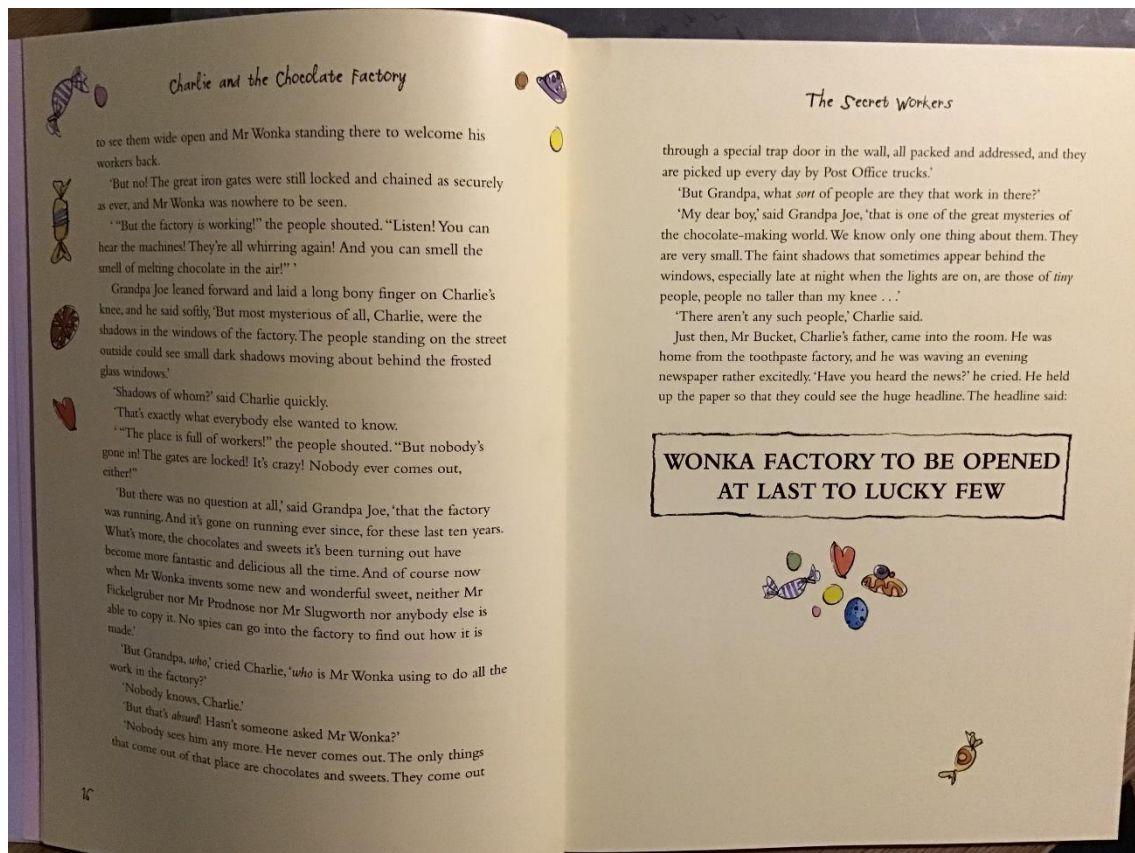 Charlie and the Chocolate Factory
to see them wide open and Mr Wonka standing there to welcome his
workers back.
‘But no! The great iron gates were still locked and chained as securely
as ever, and Mr Wonka was nowhere to be seen.
‘ “But the factory is working!” the people shouted. “Listen! You can
hear the machines! They’re all whirring again! And you can smell the
smell of melting chocolate in the air!” ’
Grandpa Joe leaned forward and laid a long bony finger on Charlie’s
knee, and he said softly, ‘But most mysterious of all, Charlie, were the
shadows in the windows of the factory. The people standing on the street
outside could see small dark shadows moving about behind the frosted
glass windows.’
‘Shadows of whom?’ said Charlie quickly.
‘That’s exactly what everybody else wanted to know.
‘ “The place is full of workers!” the people shouted. “But nobody’s
gone in! The gates are locked! It’s crazy! Nobody ever comes out,
either!”
‘But there was no question at all,’ said Grandpa Joe, ‘that the factory
was running. And it’s gone on running ever since, for these last ten years.
What’s more, the chocolates and sweets it’s been turning out have
become more fantastic and delicious all the time. And of course now
when Mr Wonka invents some new and wonderful sweet, neither Mr
Fickelgruber nor Mr Prodnose nor Mr Slugworth nor anybody else is
able to copy it. No spies can go into the factory to find out how it is
made.’
‘But Grandpa, who,’ cried Charlie, ‘who is Mr Wonka using to do all the
work in the factory?’
‘Nobody knows, Charlie.’
‘But that’s absurd! Hasn’t someone asked Mr Wonka?’
‘Nobody sees him any more. He never comes out. The only things
that come out of that place are chocolates and sweets. They come out
16
The Secret Workers
through a special trap door in the wall, all packed and addressed, and they
are picked up every day by Post Office trucks.’
‘But Grandpa, what sort of people are they that work in there?’
‘My dear boy,’ said Grandpa Joe, ‘that is one of the great mysteries of
the chocolate-making world. We know only one thing about them. They
are very small. The faint shadows that sometimes appear behind the
windows, especially late at night when the lights are on, are those of tiny
people, people no taller than my knee . . .’
‘There aren’t any such people,’ Charlie said.
Just then, Mr Bucket, Charlie’s father, came into the room. He was
home from the toothpaste factory, and he was waving an evening
newspaper rather excitedly. ‘Have you heard the news?’ he cried. He held
up the paper so that they could see the huge headline. The headline said:
WONKA FACTORY TO BE OPENED
AT LAST TO LUCKY FEW